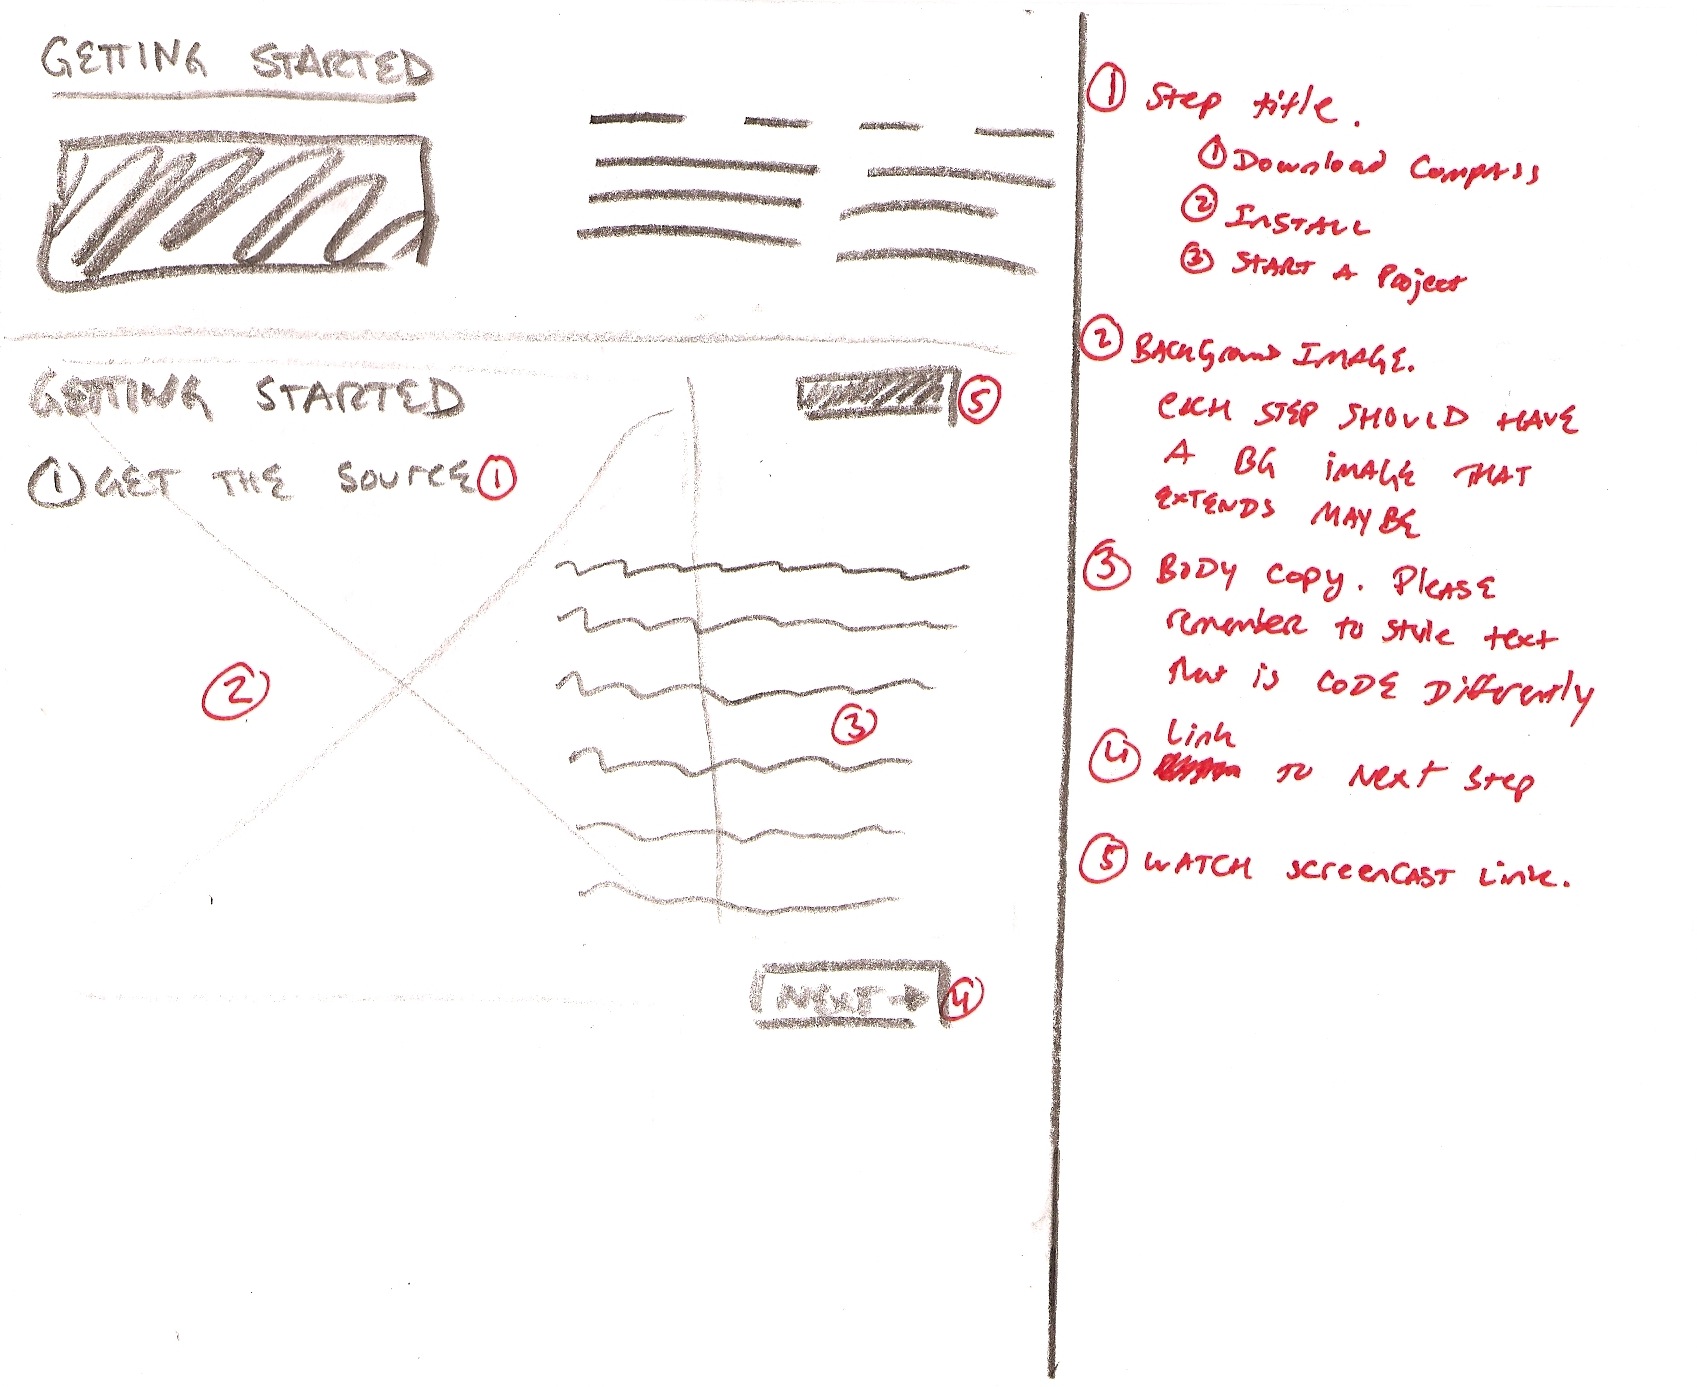 GETTING STARTED
GETTING STARTED
5
① GET THE SOURCE ①
2
3
NEXT → 4
① Step title.
① Download Compass
② INSTALL
③ START A Project
② BACKground IMAGE.
EACH STEP SHOULD HAVE
A BG IMAGE THAT
EXTENDS MAYBE
③ BODY COPY. PLEASE
remember to style text
that is CODE Differently
④ Link
to Next Step
⑤ WATCH SCREENCAST Link.